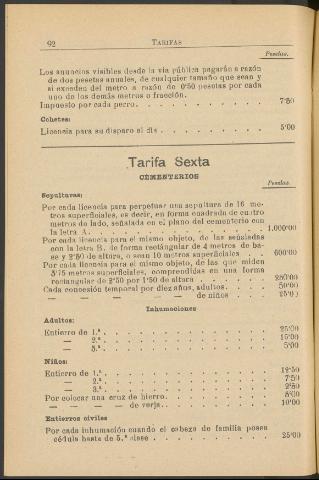 92 TARIFAS
Pesetas.
Los anuncios visibles desde la vía pública pagarán a razón
de dos pesetas anuales, de cualquier tamaño que sean y
si exceden del metro a razón de 0'50 pesetas por cada
uno de los demás metros o fracción.
Impuesto por cada perro. . . . . . . . . . . 7'50
Cohetes:
Licencia para su disparo al día . . . . . . . . . 5'00
Tarifa Sexta
CEMENTERIOS
Pesetas.
Sepulturas:
Por cada licencia para perpetuar una sepultura de 16 me-
tros superficiales, es decir, en forma cuadrada de cuatro
metros de lado, señalada en el plano del cementerio con
la letra A. . . . . . . . . . . . . . 1.000'00
Por cada licencia para el mismo objeto, de las señaladas
con la letra B, de forma rectangular de 4 metros de ba-
se y 2'50 de altura, o sean 10 metros superficiales . . 600'00
Por cada licencia para el mismo objeto, de las que miden
3'75 metros superficiales, comprendidas en una forma
rectangular de 2'50 por 1'50 de altura . . . . . . 250'00
Cada concesión temporal por diez años, adultos. . . . 50'00
— — — — — de niños . . . 25'00
Inhumaciones
Adultos:
Entierro de 1.ª . . . . . . . . . . . . . 25'00
— 2.ª . . . . . . . . . . . . . 15'00
— 3.ª . . . . . . . . . . . . . 5'00
Niños:
Entierro de 1.ª . . . . . . . . . . . . . 12'50
— 2.ª . . . . . . . . . . . . . 7'50
— 3.ª . . . . . . . . . . . . . 2'50
Por colocar una cruz de hierro. . . . . . . . . 5'00
— — — — de verja. . . . . . . . . . 10'00
Entierros civiles
Por cada inhumación cuando el cabeza de familia posea
cédula hasta de 5.ª clase . . . . . . . . . . 25'00